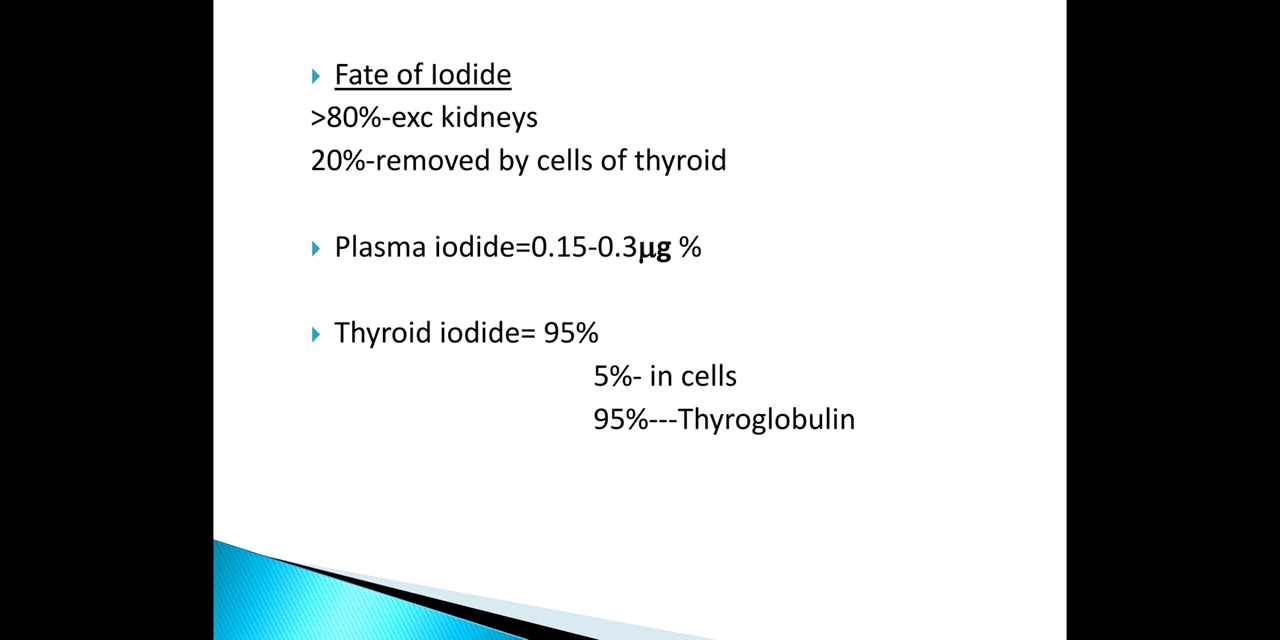 Fate of Iodide
>80%-exc kidneys
20%-removed by cells of thyroid
Plasma iodide=0.15-0.3µg %
Thyroid iodide= 95%
5%- in cells
95%---Thyroglobulin